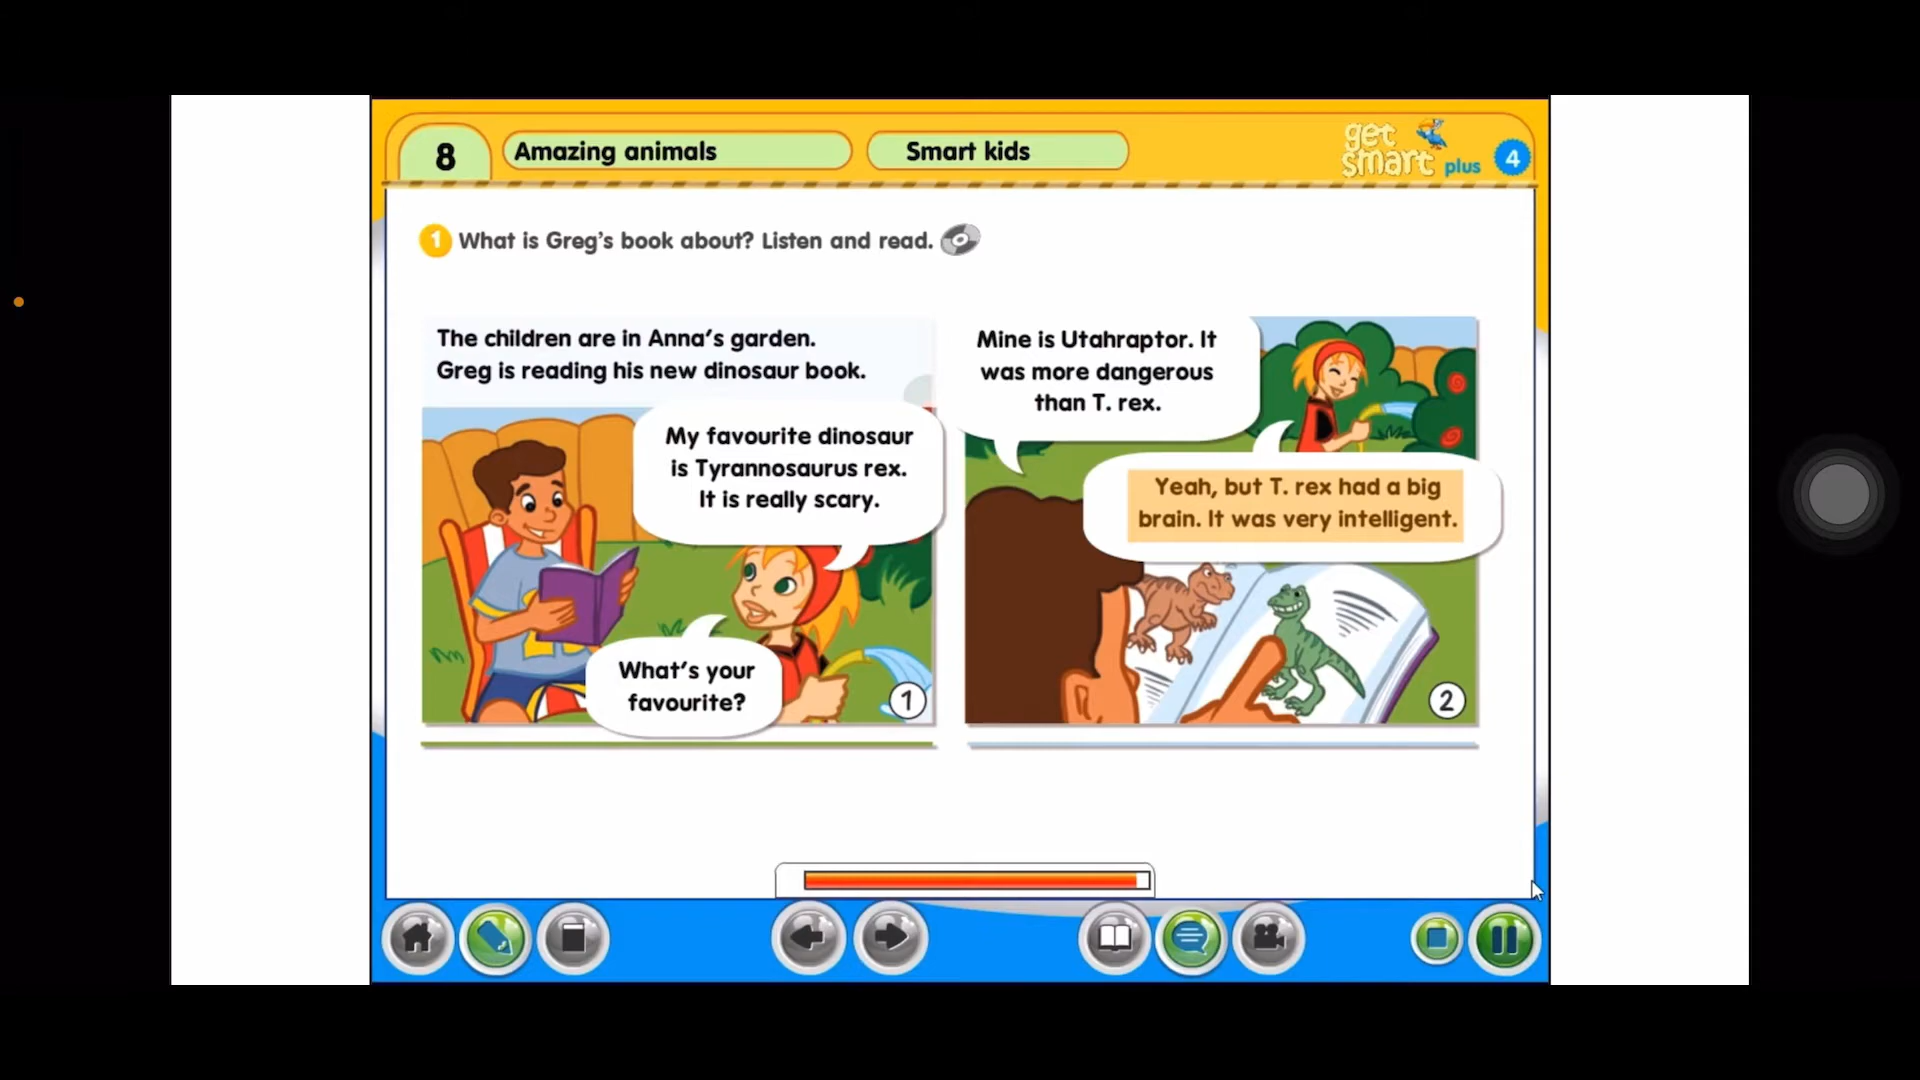 8
Amazing animals
Smart kids
get
smart plus 4
1 What is Greg's book about? Listen and read.
The children are in Anna's garden.
Greg is reading his new dinosaur book.
My favourite dinosaur
is Tyrannosaurus rex.
It is really scary.
What's your
favourite?
1
Mine is Utahraptor. It
was more dangerous
than T. rex.
Yeah, but T. rex had a big
brain. It was very intelligent.
2